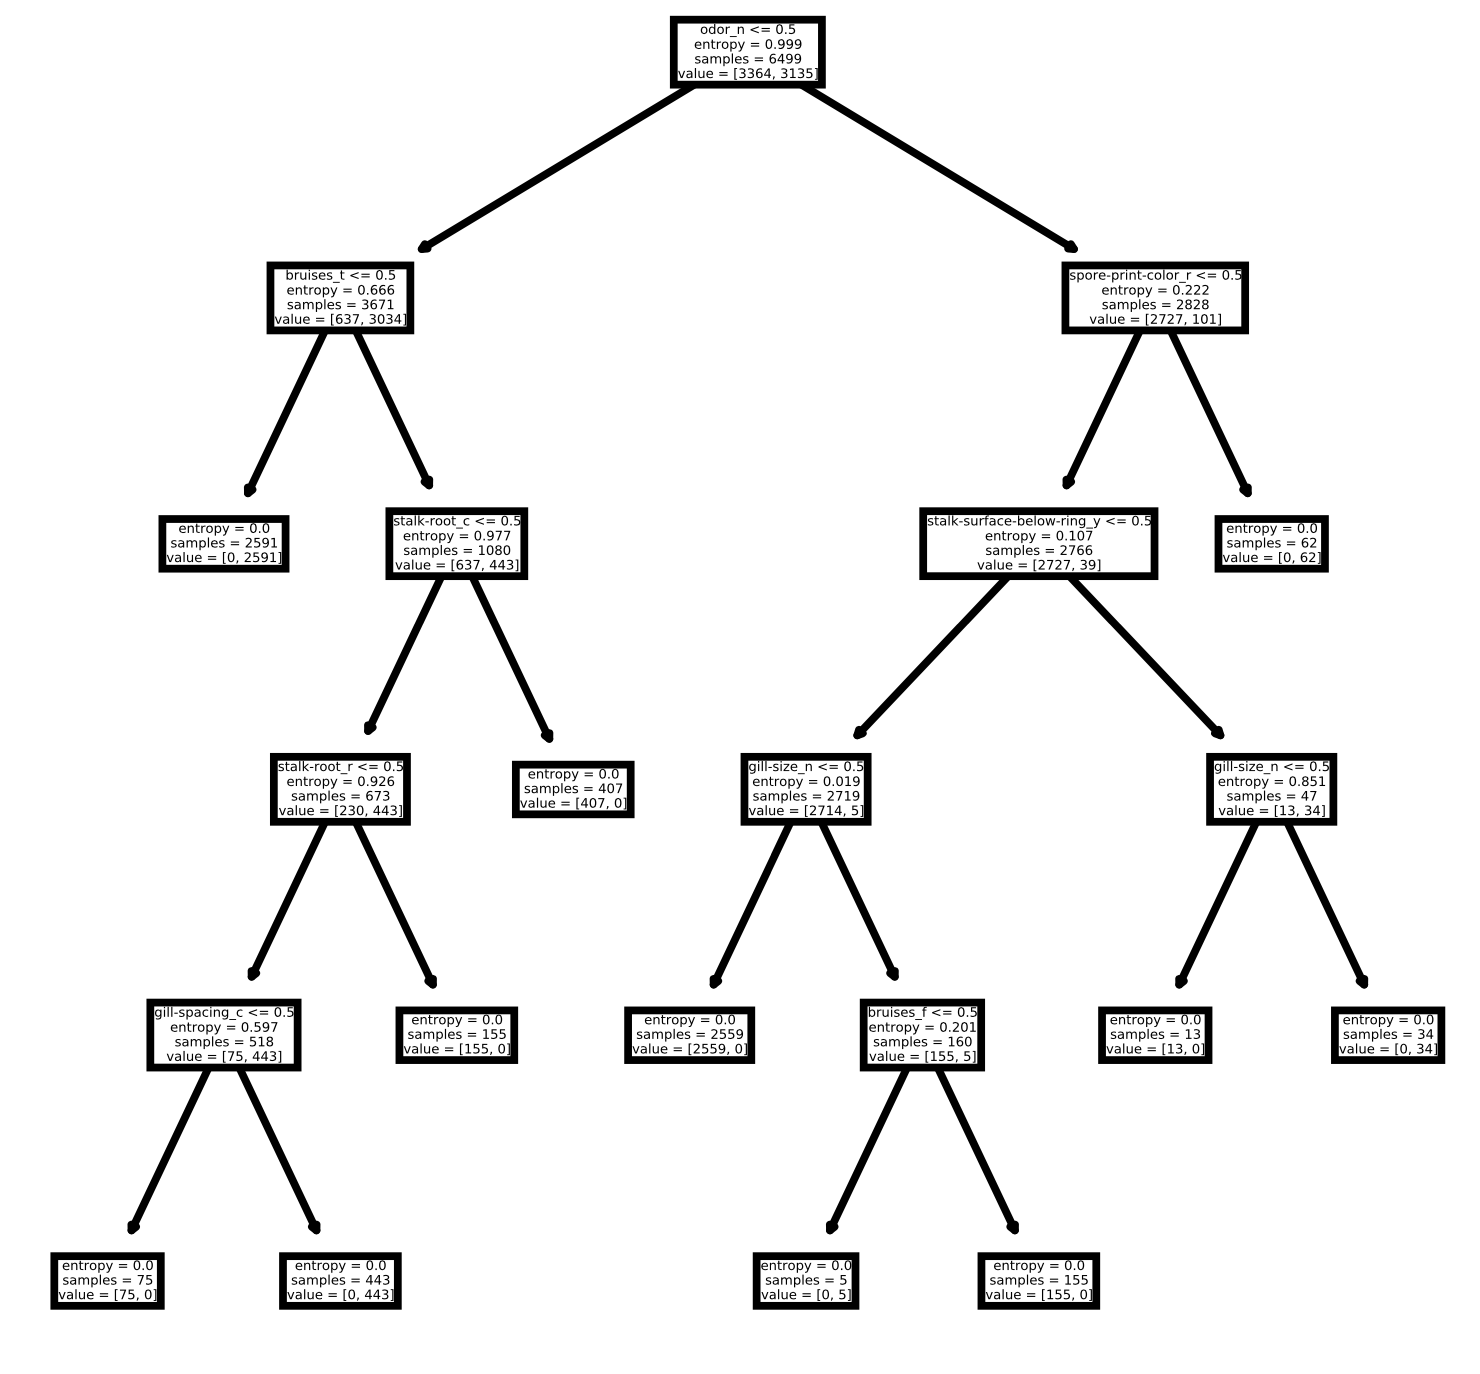 odor_n <= 0.5
entropy = 0.999
samples = 6499
value = [3364, 3135]
bruises_t <= 0.5
entropy = 0.666
samples = 3671
value = [637, 3034]
spore-print-color_r <= 0.5
entropy = 0.222
samples = 2828
value = [2727, 101]
entropy = 0.0
samples = 2591
value = [0, 2591]
stalk-root_c <= 0.5
entropy = 0.977
samples = 1080
value = [637, 443]
stalk-surface-below-ring_y <= 0.5
entropy = 0.107
samples = 2766
value = [2727, 39]
entropy = 0.0
samples = 62
value = [0, 62]
stalk-root_r <= 0.5
entropy = 0.926
samples = 673
value = [230, 443]
entropy = 0.0
samples = 407
value = [407, 0]
gill-size_n <= 0.5
entropy = 0.019
samples = 2719
value = [2714, 5]
gill-size_n <= 0.5
entropy = 0.851
samples = 47
value = [13, 34]
gill-spacing_c <= 0.5
entropy = 0.597
samples = 518
value = [75, 443]
entropy = 0.0
samples = 155
value = [155, 0]
entropy = 0.0
samples = 2559
value = [2559, 0]
bruises_f <= 0.5
entropy = 0.201
samples = 160
value = [155, 5]
entropy = 0.0
samples = 13
value = [13, 0]
entropy = 0.0
samples = 34
value = [0, 34]
entropy = 0.0
samples = 75
value = [75, 0]
entropy = 0.0
samples = 443
value = [0, 443]
entropy = 0.0
samples = 5
value = [0, 5]
entropy = 0.0
samples = 155
value = [155, 0]